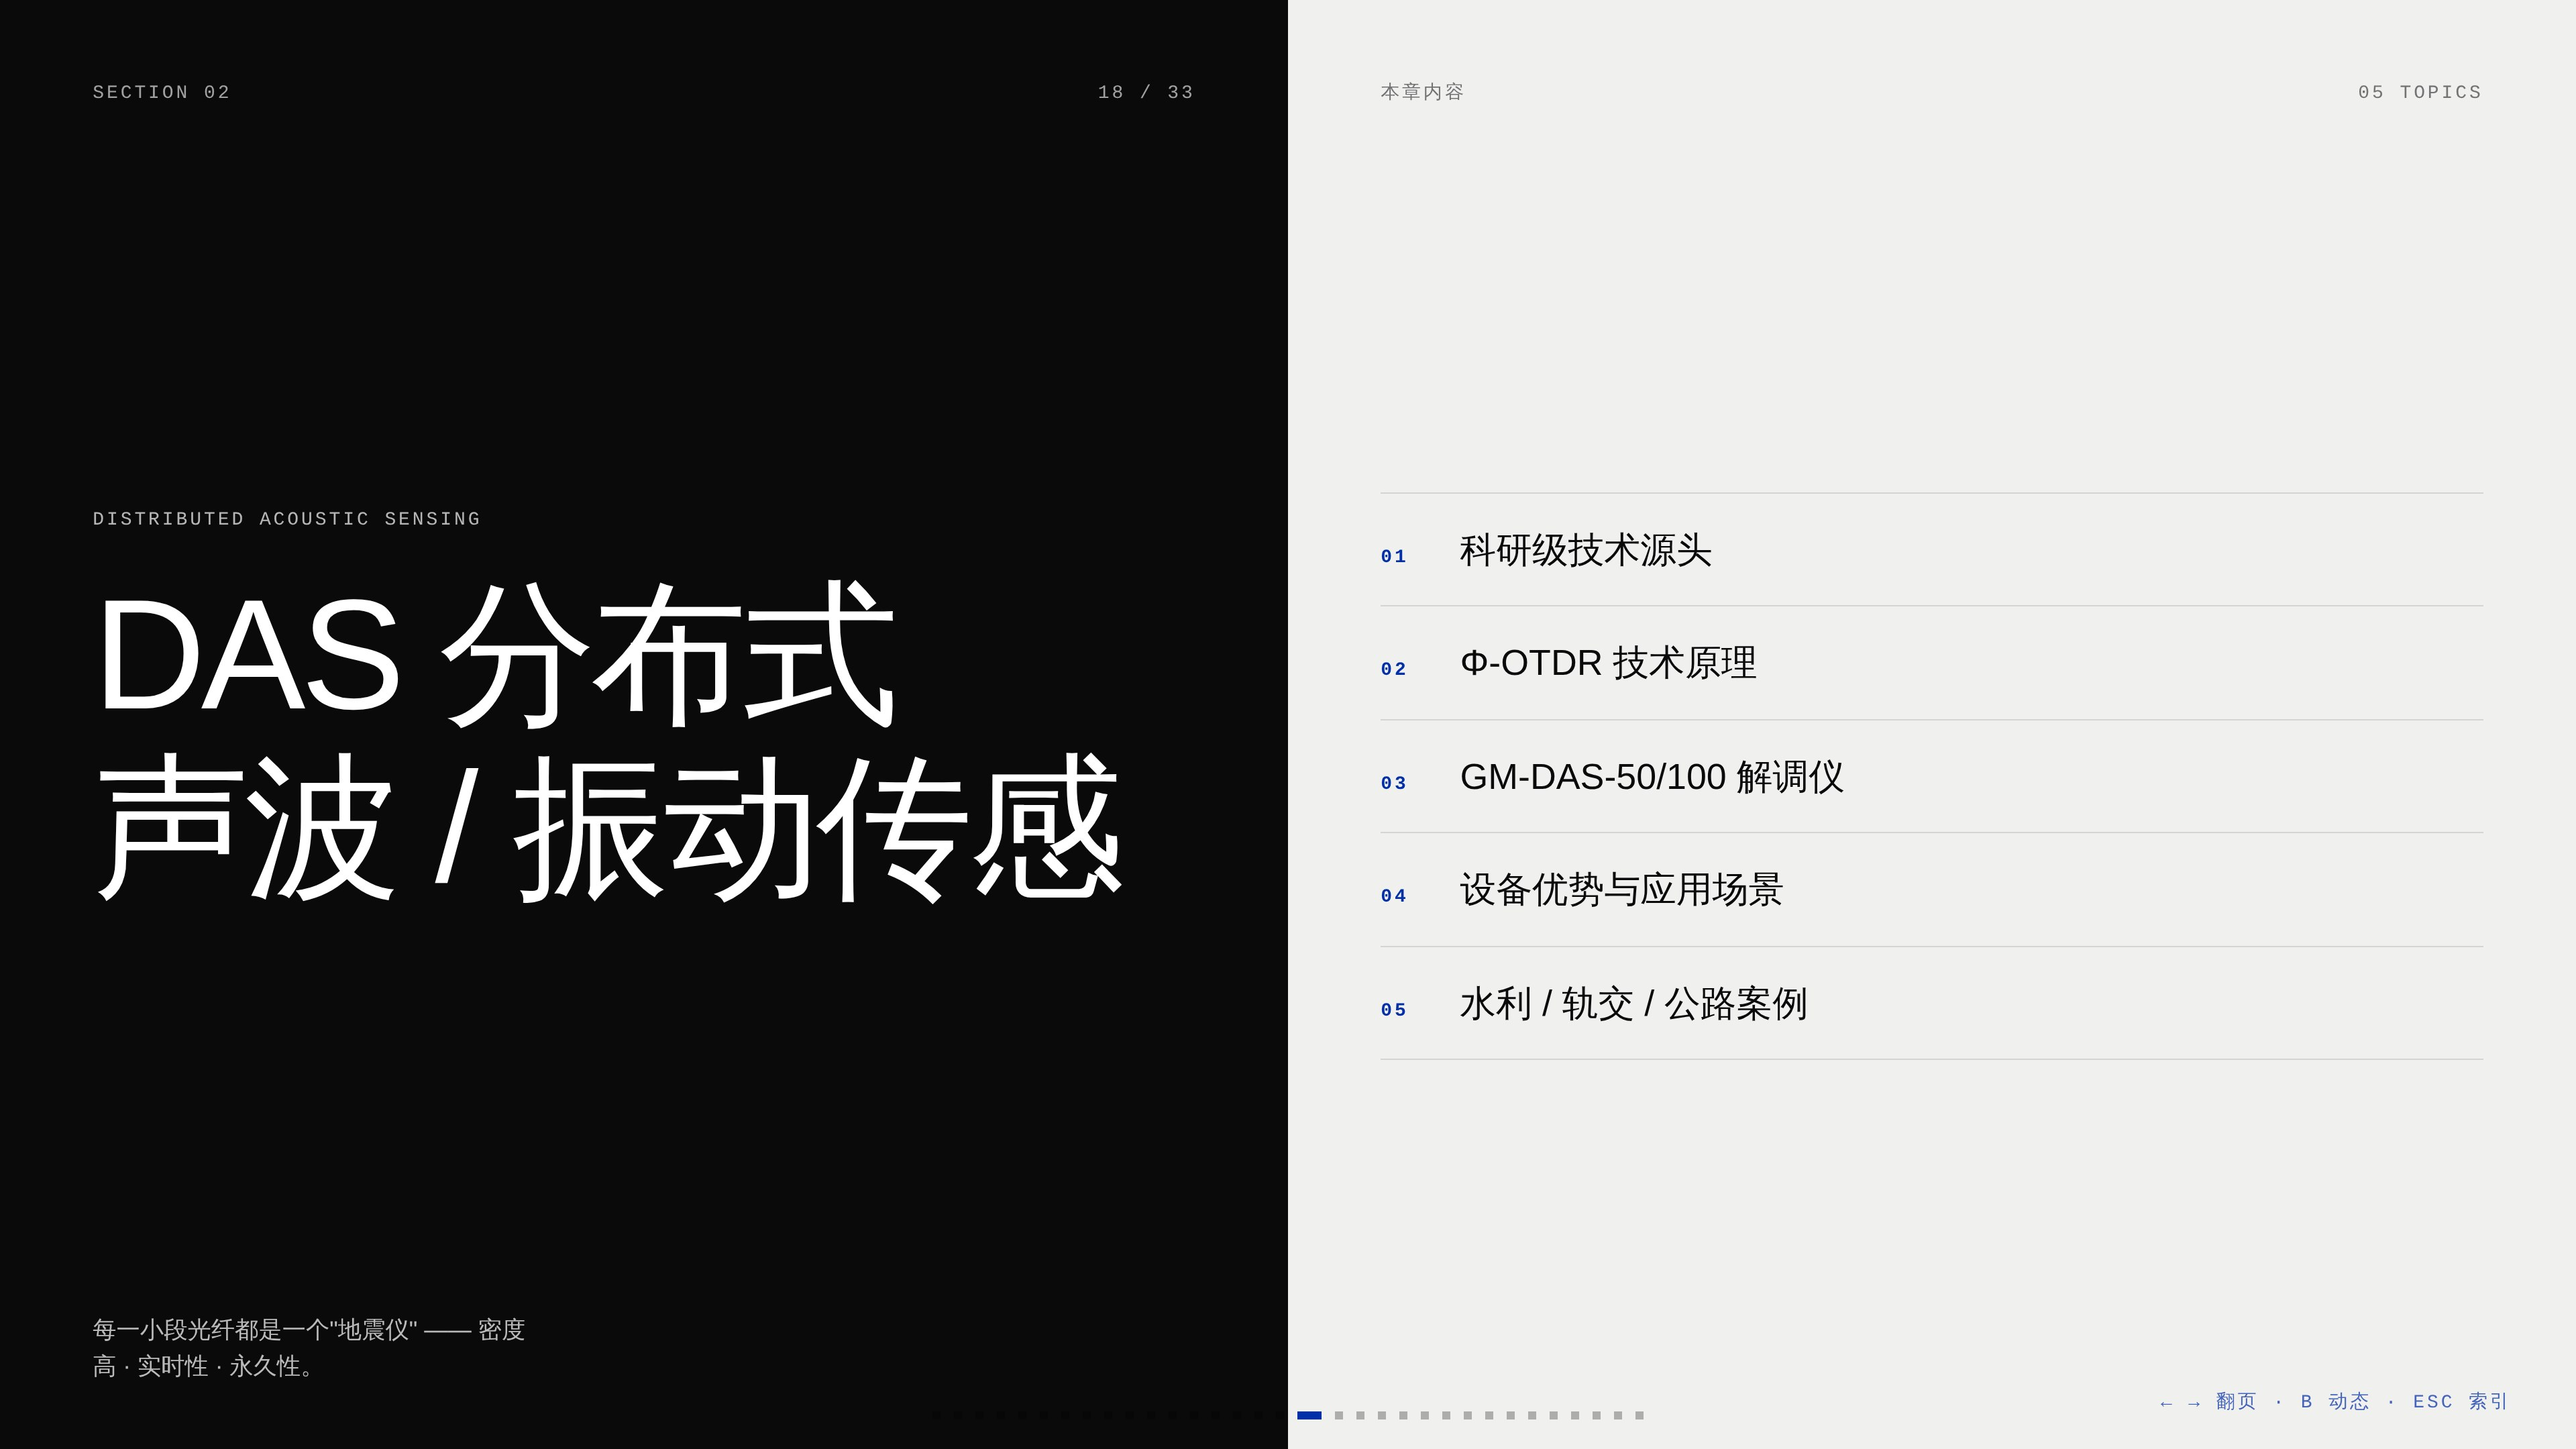 SECTION 02
18 / 33
DISTRIBUTED ACOUSTIC SENSING
DAS 分布式
声波 / 振动传感
每一小段光纤都是一个"地震仪" —— 密度
高 · 实时性 · 永久性。
本章内容
05 TOPICS
01 科研级技术源头
02 Φ-OTDR 技术原理
03 GM-DAS-50/100 解调仪
04 设备优势与应用场景
05 水利 / 轨交 / 公路案例
← → 翻页 · B 动态 · ESC 索引